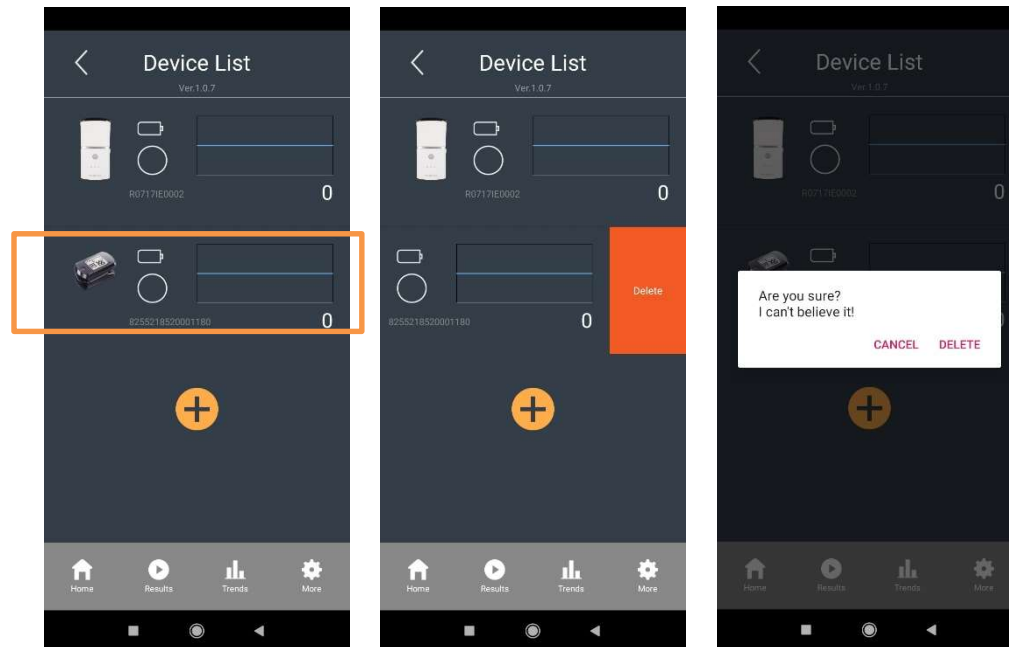 Device List
Ver.1.0.7
R0717IE0002
0
8255218520001180
0
Home Results Trends More
Device List
Ver.1.0.7
R0717IE0002
0
8255218520001180
0
Delete
Home Results Trends More
Device List
Ver.1.0.7
R0717IE0002
0
Are you sure?
I can't believe it!
CANCEL DELETE
Home Results Trends More